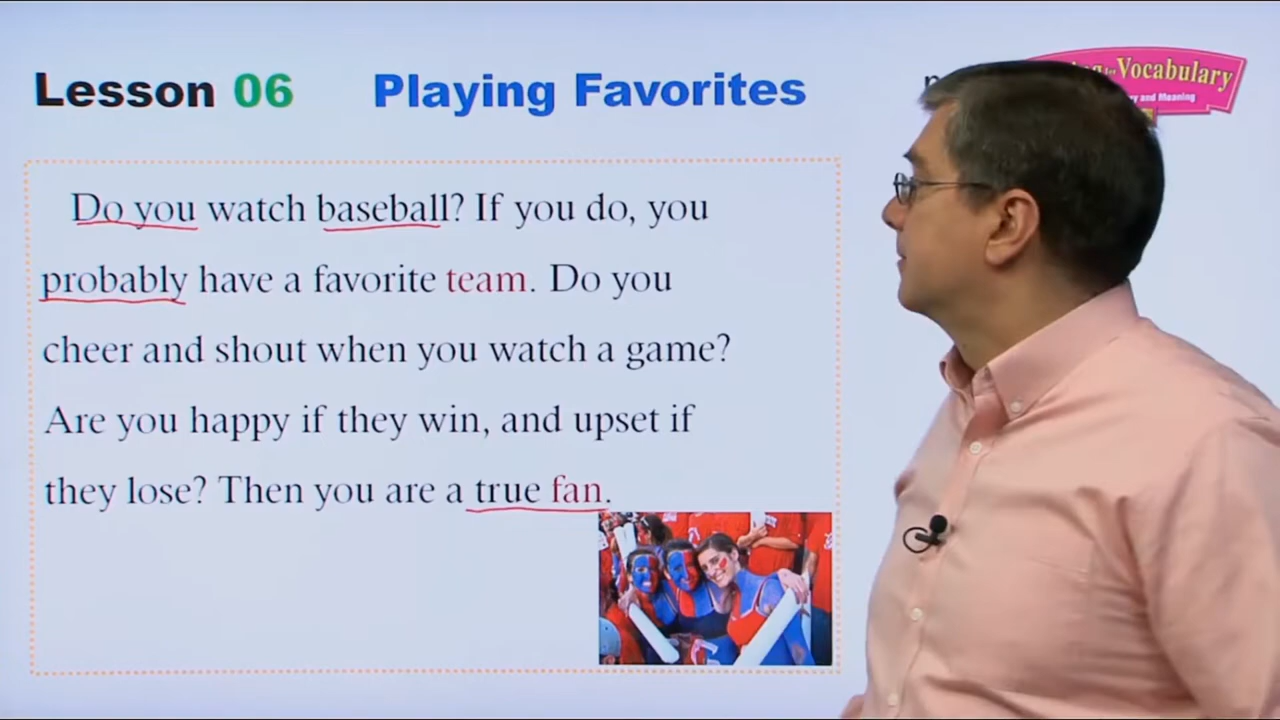 Lesson 06 Playing Favorites
Vocabulary
and Meaning
Do you watch baseball? If you do, you
probably have a favorite team. Do you
cheer and shout when you watch a game?
Are you happy if they win, and upset if
they lose? Then you are a true fan.